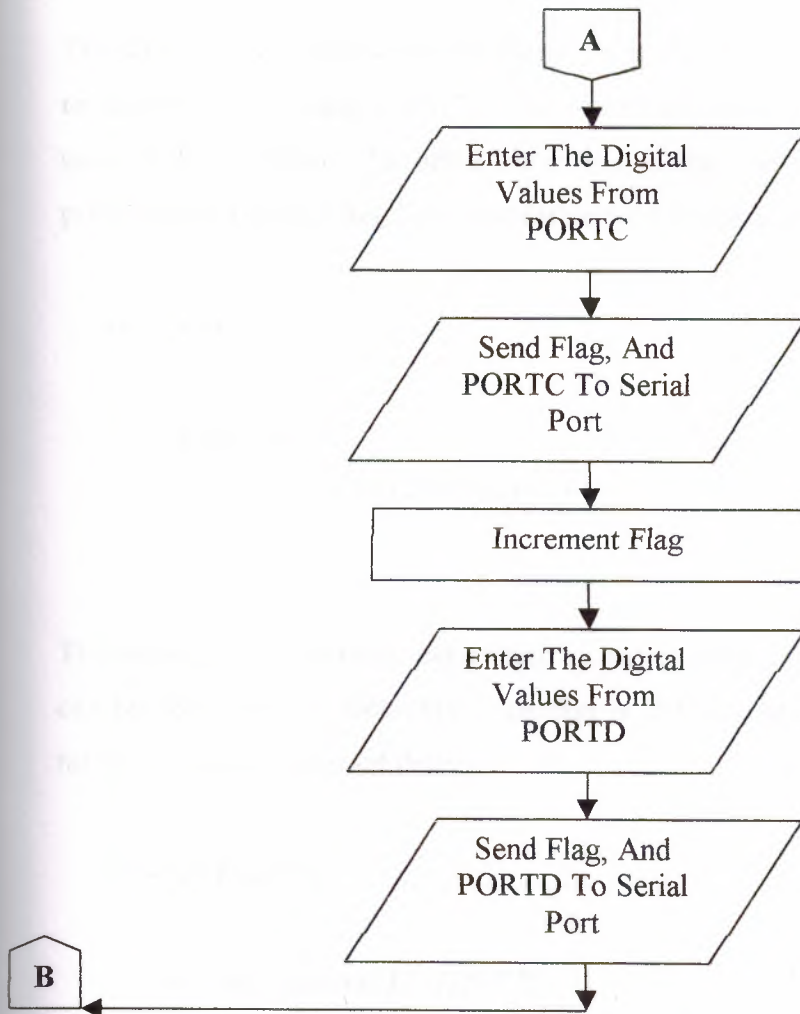 A
Enter The Digital
Values From
PORTC
Send Flag, And
PORTC To Serial
Port
Increment Flag
Enter The Digital
Values From
PORTD
Send Flag, And
PORTD To Serial
Port
B